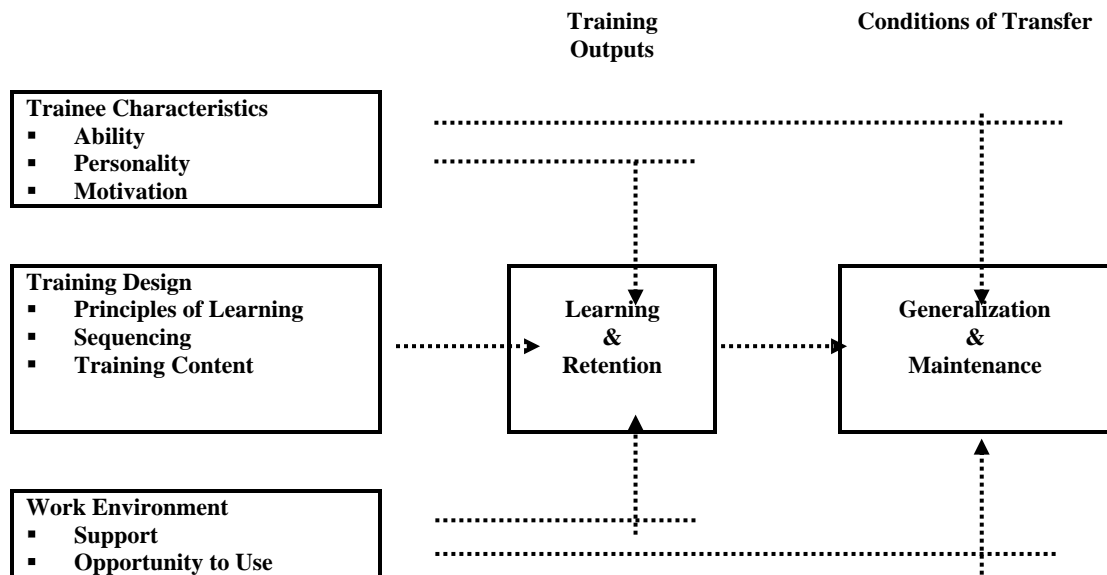 Training
Outputs
Conditions of Transfer
Trainee Characteristics
▪ Ability
▪ Personality
▪ Motivation
Training Design
▪ Principles of Learning
▪ Sequencing
▪ Training Content
Learning
&
Retention
Generalization
&
Maintenance
Work Environment
▪ Support
▪ Opportunity to Use